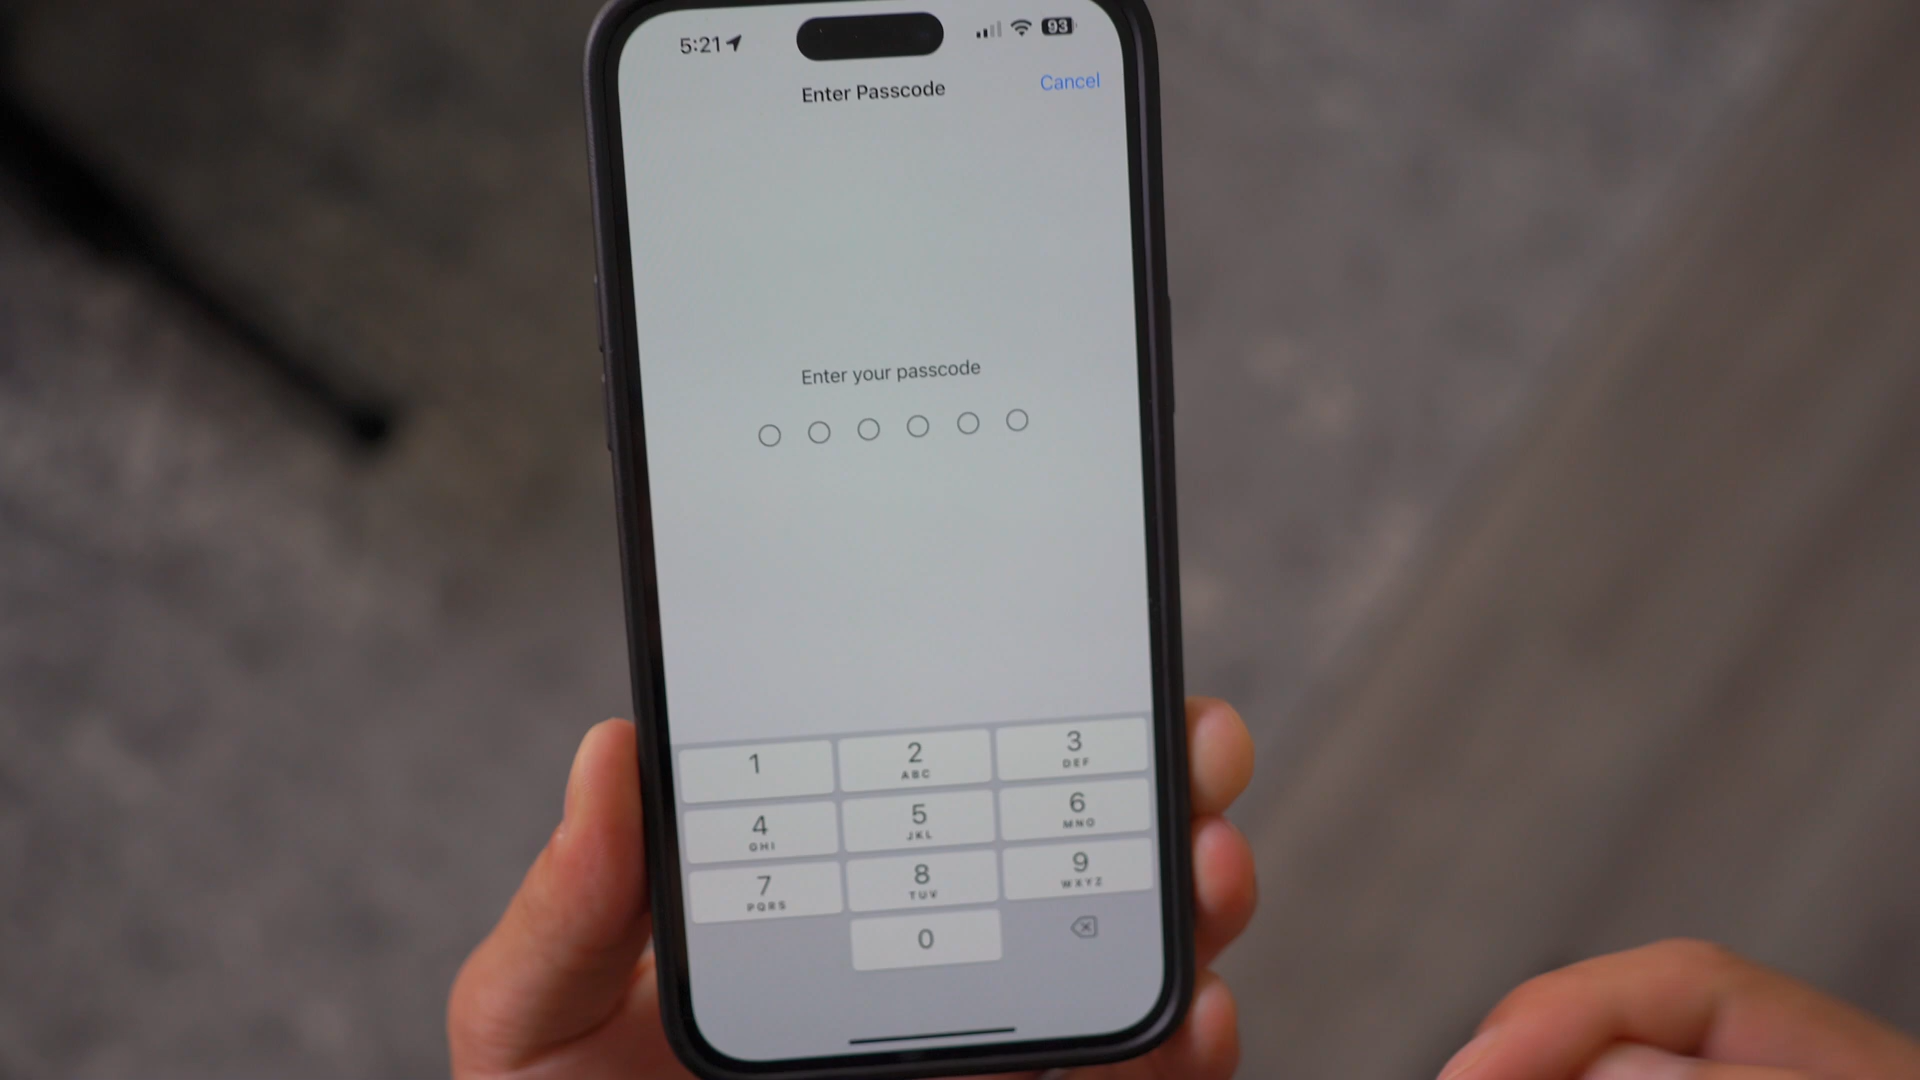 5:21
93
Enter Passcode
Cancel
Enter your passcode
1
2
ABC
3
DEF
4
GHI
5
JKL
6
MNO
7
PQRS
8
TUV
9
WXYZ
0